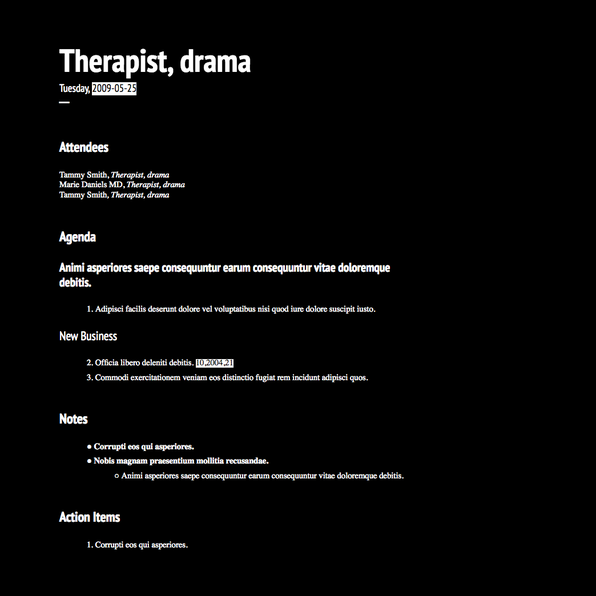 Therapist, drama
Tuesday, 2009-05-25
Attendees
Tammy Smith, Therapist, drama
Marie Daniels MD, Therapist, drama
Tammy Smith, Therapist, drama
Agenda
Animi asperiores saepe consequuntur earum consequuntur vitae doloremque
debitis.
1. Adipisci facilis deserunt dolore vel voluptatibus nisi quod iure dolore suscipit iusto.
New Business
2. Officia libero deleniti debitis. 10,2004,21
3. Commodi exercitationem veniam eos distinctio fugiat rem incidunt adipisci quos.
Notes
● Corrupti eos qui asperiores.
● Nobis magnam praesentium mollitia recusandae.
○ Animi asperiores saepe consequuntur earum consequuntur vitae doloremque debitis.
Action Items
1. Corrupti eos qui asperiores.